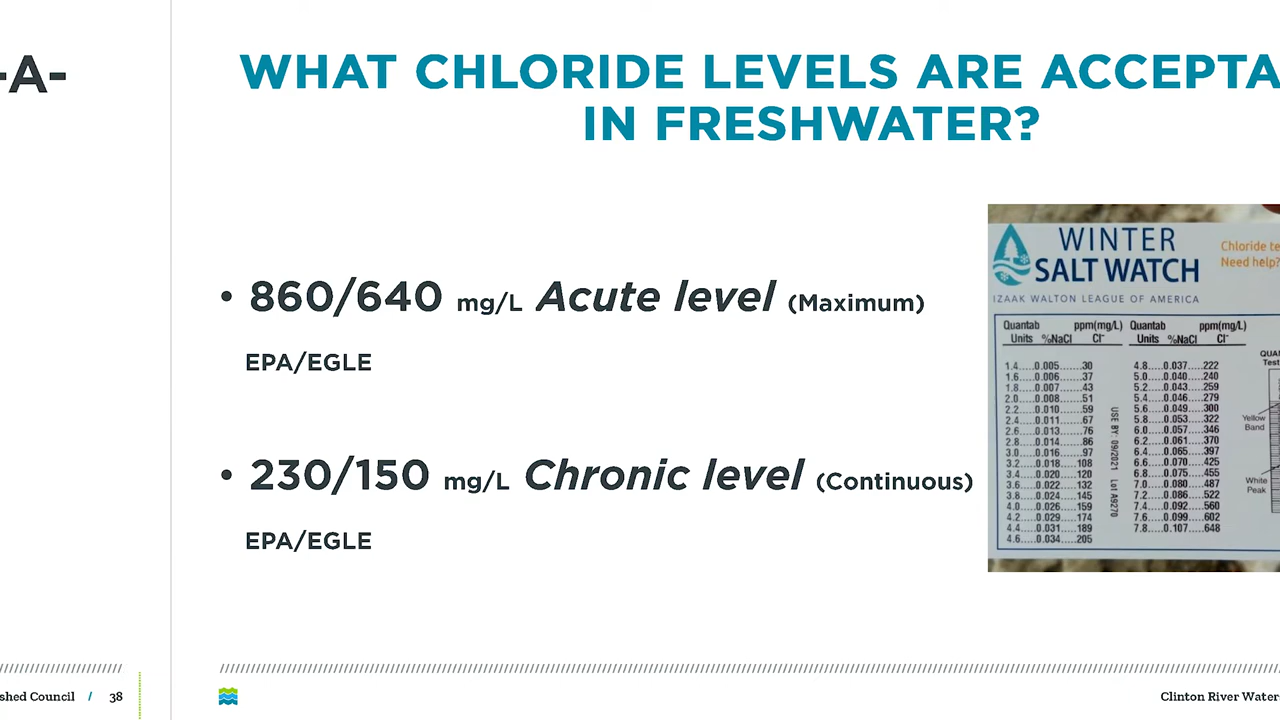 -A-
WHAT CHLORIDE LEVELS ARE ACCEPTA
IN FRESHWATER?
• 860/640 mg/L Acute level (Maximum)
EPA/EGLE
• 230/150 mg/L Chronic level (Continuous)
EPA/EGLE
WINTER
SALT WATCH
IZAAK WALTON LEAGUE OF AMERICA
Chloride te
Need help?
Quantab ppm(mg/L) Quantab ppm(mg/L)
Units %NaCl Cl⁻ Units %NaCl Cl⁻
1.4.....0.005.......30 4.8.....0.037.....222
1.6.....0.006.......37 5.0.....0.040.....240
1.8.....0.007.......43 5.2.....0.043.....259
2.0.....0.008.......51 5.4.....0.046.....279
2.2.....0.010.......59 5.6.....0.049.....300
2.4.....0.011.......67 5.8.....0.053.....322
2.6.....0.013.......76 6.0.....0.057.....346
2.8.....0.014.......86 6.2.....0.061.....370
3.0.....0.016.......97 6.4.....0.065.....397
3.2.....0.018.....108 6.6.....0.070.....425
3.4.....0.020.....120 6.8.....0.075.....455
3.6.....0.022.....132 7.0.....0.080.....487
3.8.....0.024.....145 7.2.....0.086.....522
4.0.....0.026.....159 7.4.....0.092.....560
4.2.....0.029.....174 7.6.....0.099.....602
4.4.....0.031.....189 7.8.....0.107.....648
4.6.....0.034.....205
USE BY: 09/2021 Lot A9270
QUA
Test
Yellow
Band
White
Peak
shed Council / 38
Clinton River Water